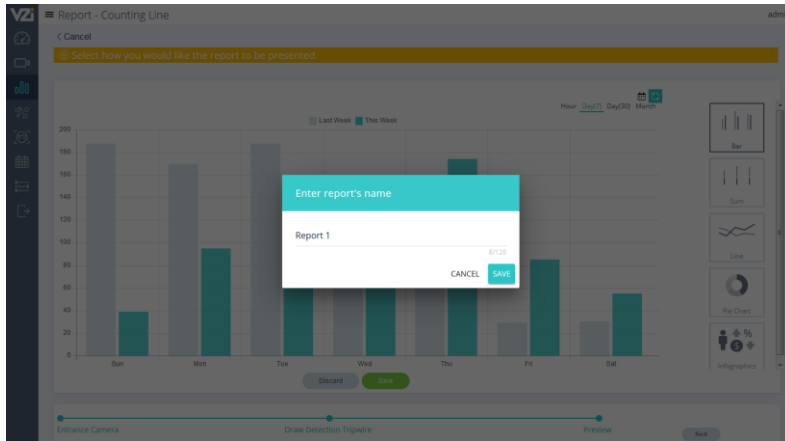 VZi
Report - Counting Line
admi
< Cancel
Select how you would like the report to be presented.
Hour Day(7) Day(30) Month
Last Week This Week
200
180
160
140
120
100
80
60
40
20
0
Sun Mon Tue Wed Thu Fri Sat
Enter report's name
Report 1
8/128
CANCEL SAVE
Bar
Sum
Line
Pie Chart
Infographics
Discard Save
Entrance Camera Draw Detection Tripwire Preview
Next